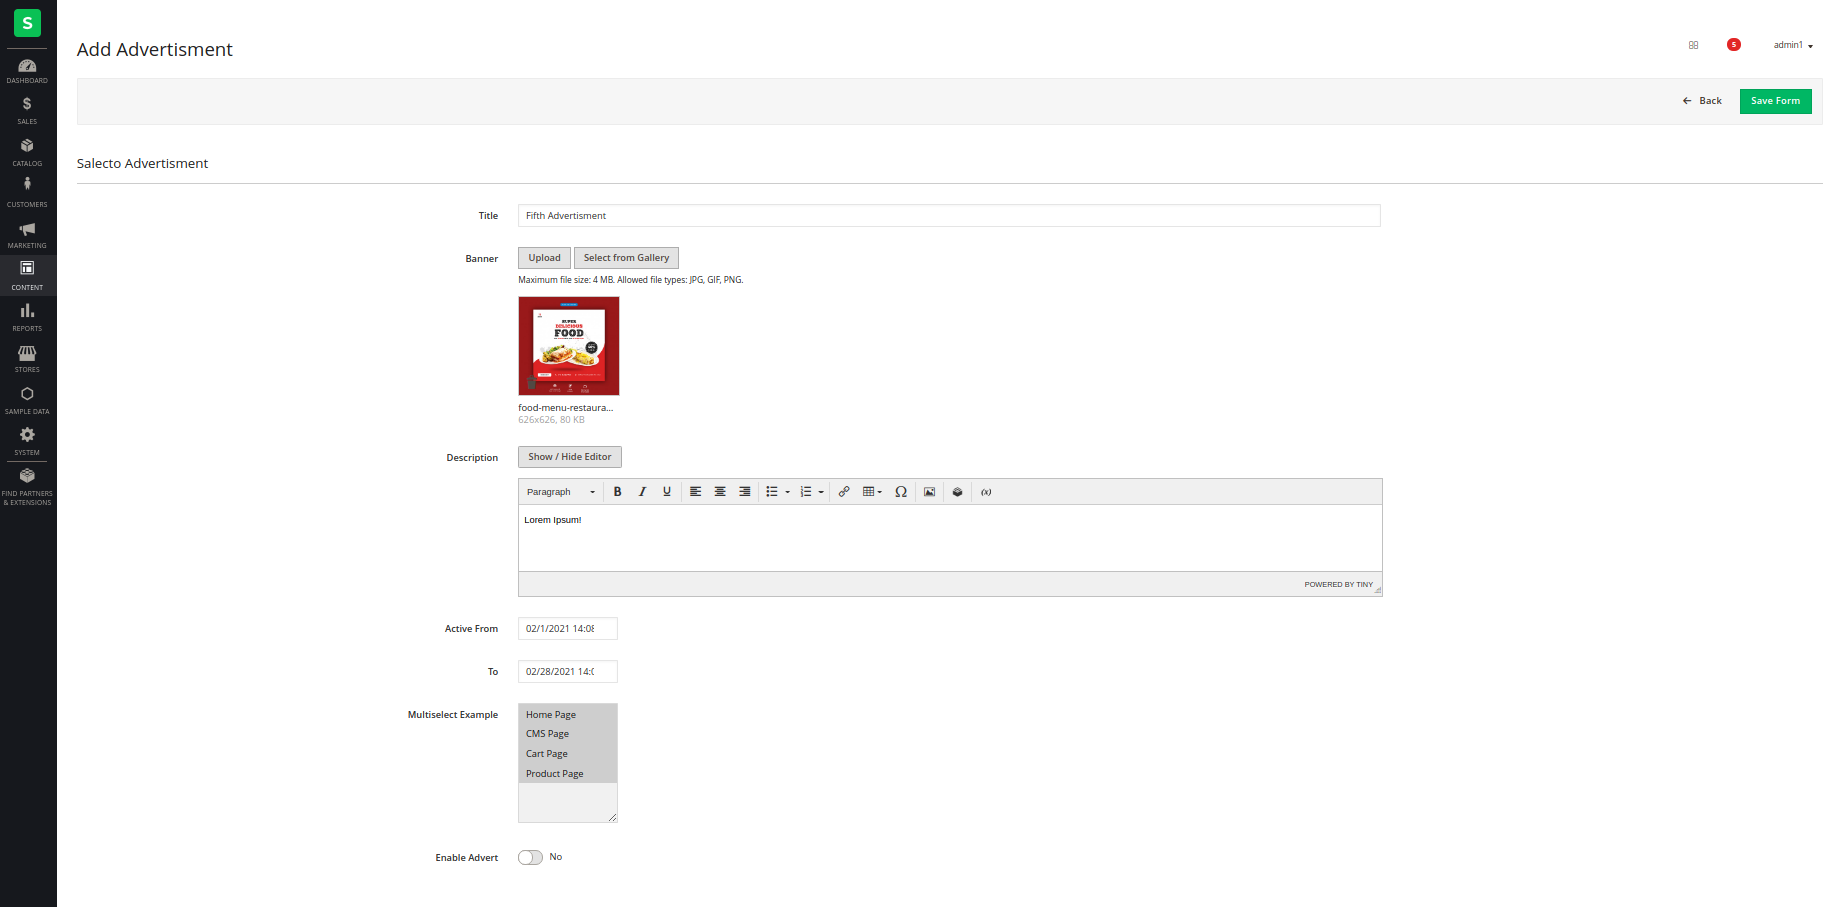 S
Add Advertisment
5
admin1
DASHBOARD
$
SALES
CATALOG
CUSTOMERS
MARKETING
CONTENT
REPORTS
STORES
SAMPLE DATA
SYSTEM
FIND PARTNERS
& EXTENSIONS
Back
Save Form
Salecto Advertisment
Title
Fifth Advertisment
Banner
Upload
Select from Gallery
Maximum file size: 4 MB. Allowed file types: JPG, GIF, PNG.
SUPER
DELICIOUS
FOOD
food-menu-restaura...
626x626, 80 KB
Description
Show / Hide Editor
Paragraph
B I U Ω (x)
Lorem Ipsum!
POWERED BY TINY
Active From
02/1/2021 14:08
To
02/28/2021 14:0
Multiselect Example
Home Page
CMS Page
Cart Page
Product Page
Enable Advert
No